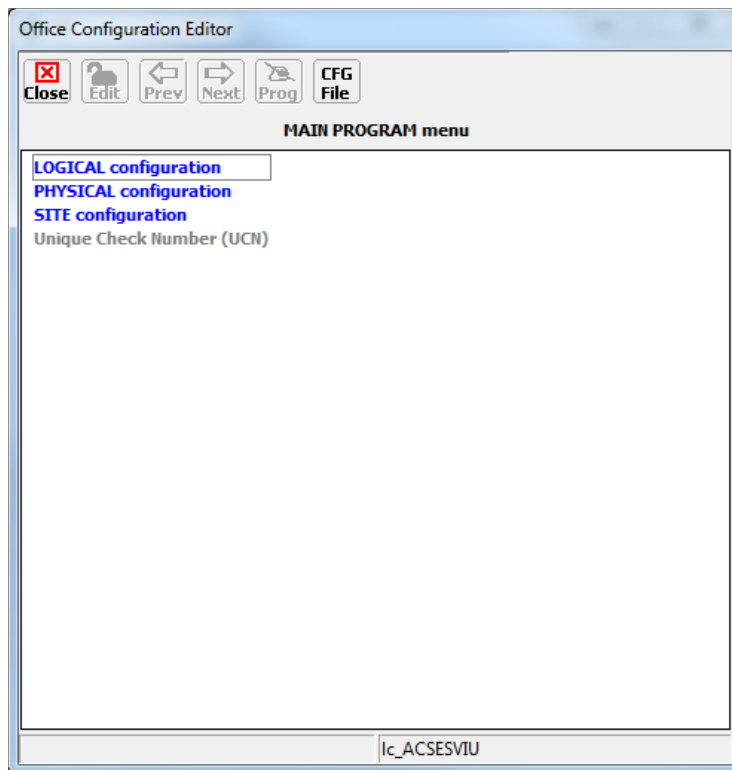 Office Configuration Editor
Close Edit Prev Next Prog CFG File
MAIN PROGRAM menu
LOGICAL configuration
PHYSICAL configuration
SITE configuration
Unique Check Number (UCN)
lc_ACSESVIU